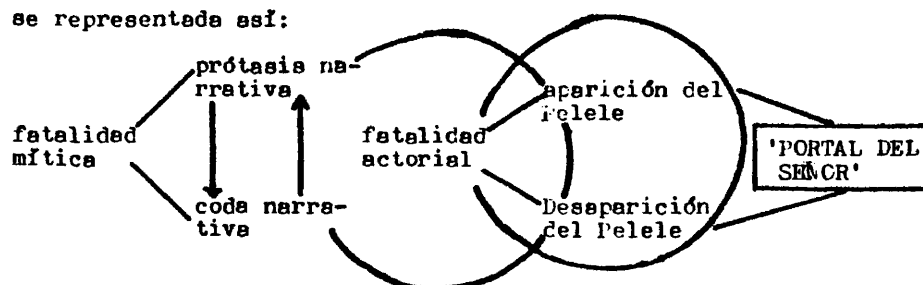 se representada así:
prótasis na-
rrativa
aparición del
Pelele
fatalidad
mítica
fatalidad
actorial
'PORTAL DEL
SEÑOR'
coda narra-
tiva
Desaparición
del Pelele